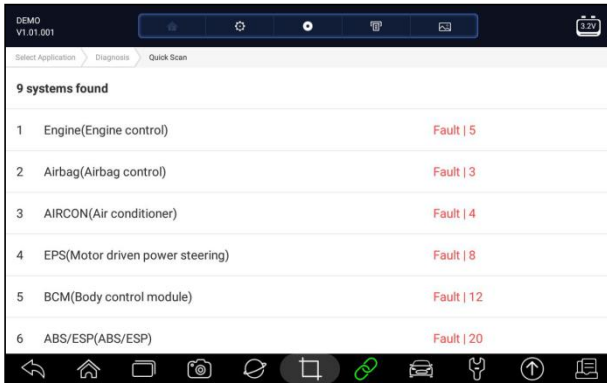 DEMO
V1.01.001
3.2V
Select Application Diagnosis Quick Scan
9 systems found
1 Engine(Engine control) Fault | 5
2 Airbag(Airbag control) Fault | 3
3 AIRCON(Air conditioner) Fault | 4
4 EPS(Motor driven power steering) Fault | 8
5 BCM(Body control module) Fault | 12
6 ABS/ESP(ABS/ESP) Fault | 20